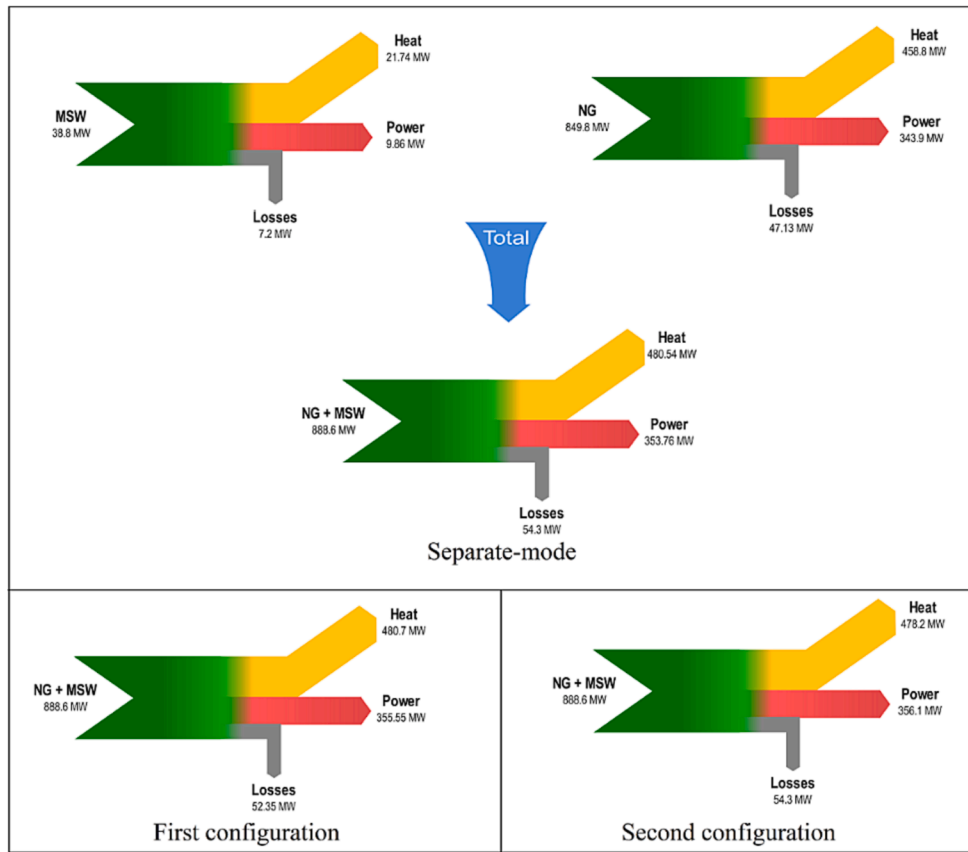 Heat
21.74 MW
MSW
38.8 MW
Power
9.86 MW
Losses
7.2 MW
Heat
458.8 MW
NG
849.8 MW
Power
343.9 MW
Losses
47.13 MW
Total
Heat
480.54 MW
NG + MSW
888.6 MW
Power
353.76 MW
Losses
54.3 MW
Separate-mode
Heat
480.7 MW
NG + MSW
888.6 MW
Power
355.55 MW
Losses
52.35 MW
First configuration
Heat
478.2 MW
NG + MSW
888.6 MW
Power
356.1 MW
Losses
54.3 MW
Second configuration